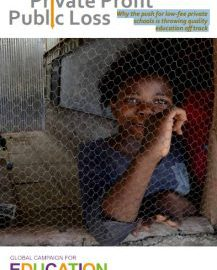 Private Profit
Public Loss
Why the push for low-fee private
schools is throwing quality
education off track
GLOBAL CAMPAIGN FOR
EDUCATION